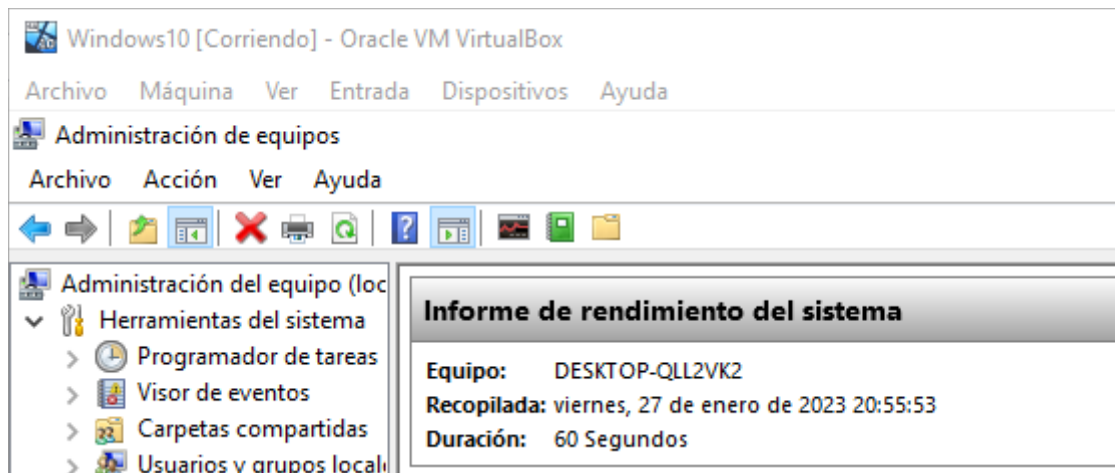 Windows10 [Corriendo] - Oracle VM VirtualBox
Archivo Máquina Ver Entrada Dispositivos Ayuda
Administración de equipos
Archivo Acción Ver Ayuda
Administración del equipo (loc
Herramientas del sistema
Programador de tareas
Visor de eventos
Carpetas compartidas
Usuarios y grupos local
Informe de rendimiento del sistema
Equipo: DESKTOP-QLL2VK2
Recopilada: viernes, 27 de enero de 2023 20:55:53
Duración: 60 Segundos